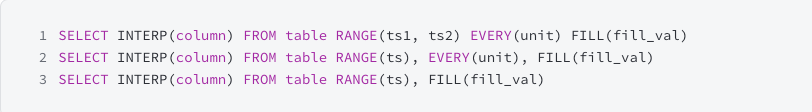 1 SELECT INTERP(column) FROM table RANGE(ts1, ts2) EVERY(unit) FILL(fill_val)
2 SELECT INTERP(column) FROM table RANGE(ts), EVERY(unit), FILL(fill_val)
3 SELECT INTERP(column) FROM table RANGE(ts), FILL(fill_val)